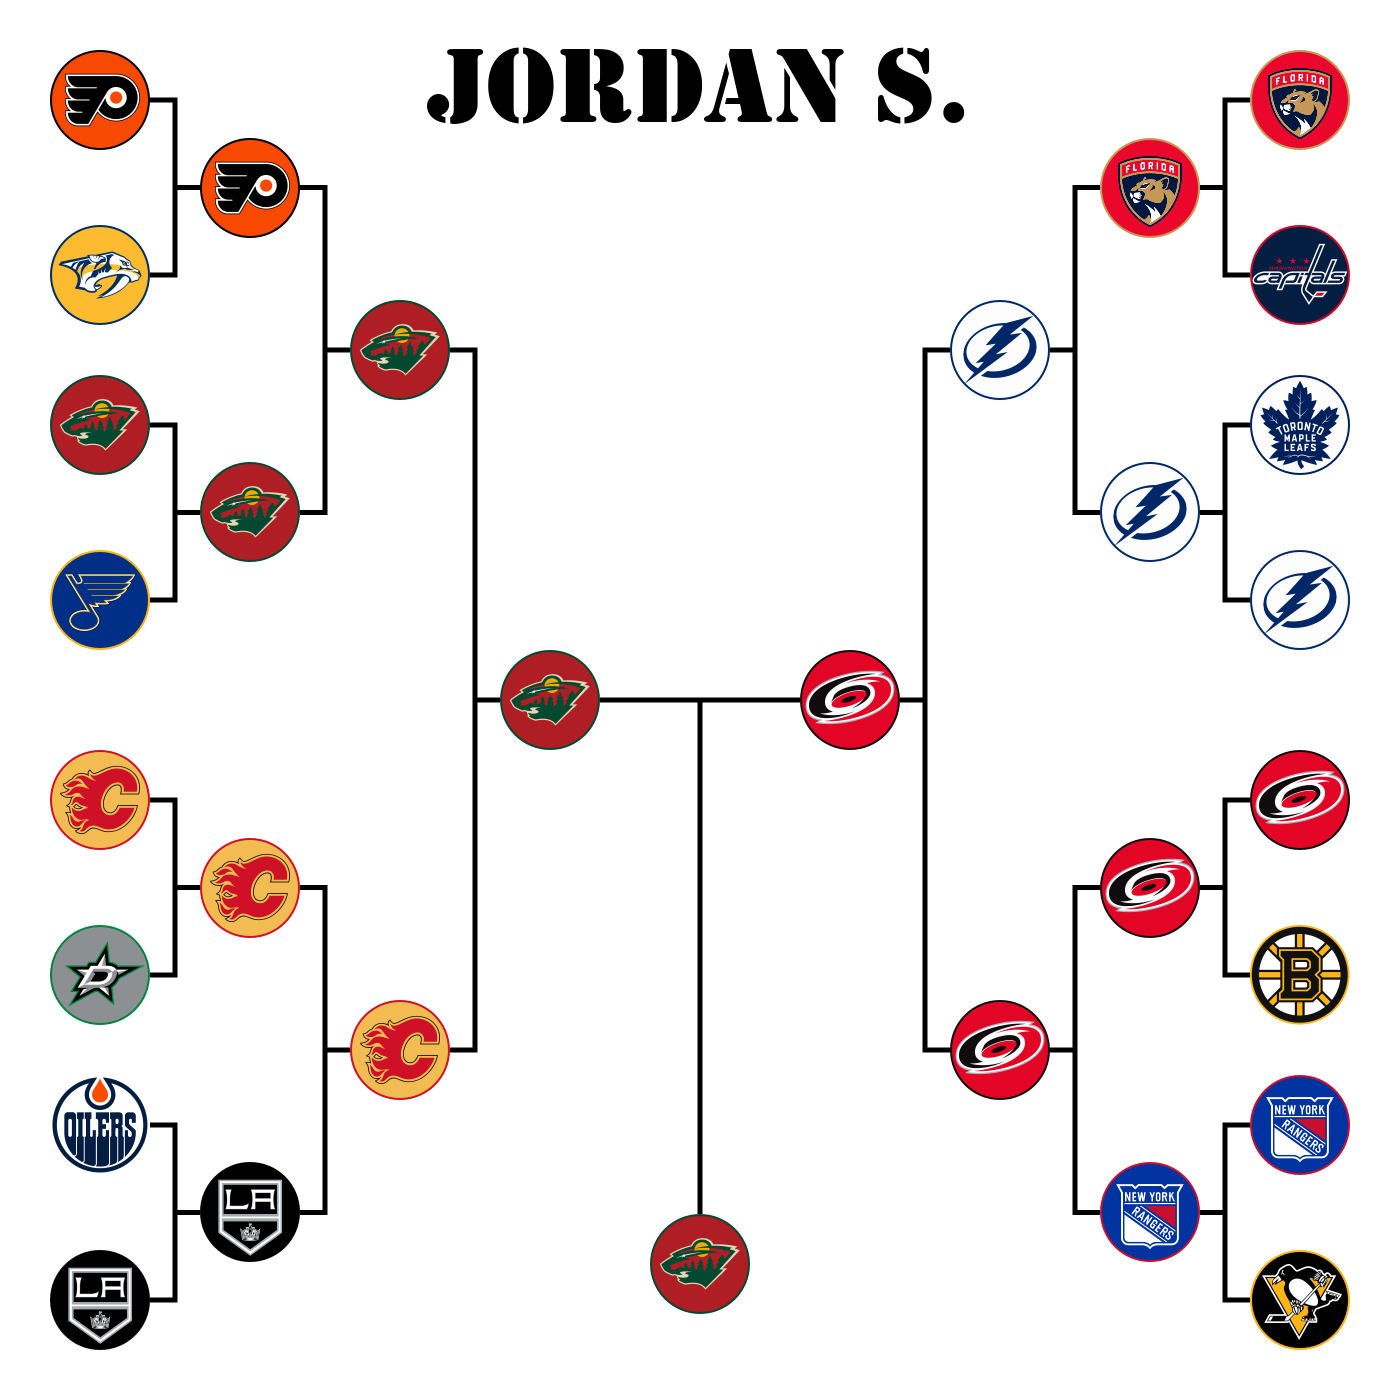 JORDAN S.
FLORIDA
FLORIDA
capitals
TORONTO
MAPLE
LEAFS
OILERS
LA
LA
B
NEW YORK
RANGERS
NEW YORK
RANGERS